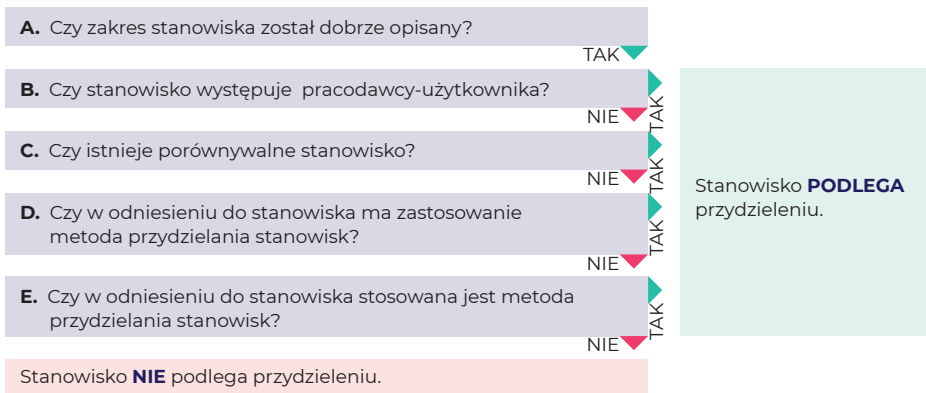 A. Czy zakres stanowiska został dobrze opisany?
TAK
B. Czy stanowisko występuje pracodawcy-użytkownika?
NIE
TAK
C. Czy istnieje porównywalne stanowisko?
NIE
TAK
D. Czy w odniesieniu do stanowiska ma zastosowanie
metoda przydzielania stanowisk?
NIE
TAK
E. Czy w odniesieniu do stanowiska stosowana jest metoda
przydzielania stanowisk?
NIE
TAK
Stanowisko NIE podlega przydzieleniu.
Stanowisko PODLEGA
przydzieleniu.